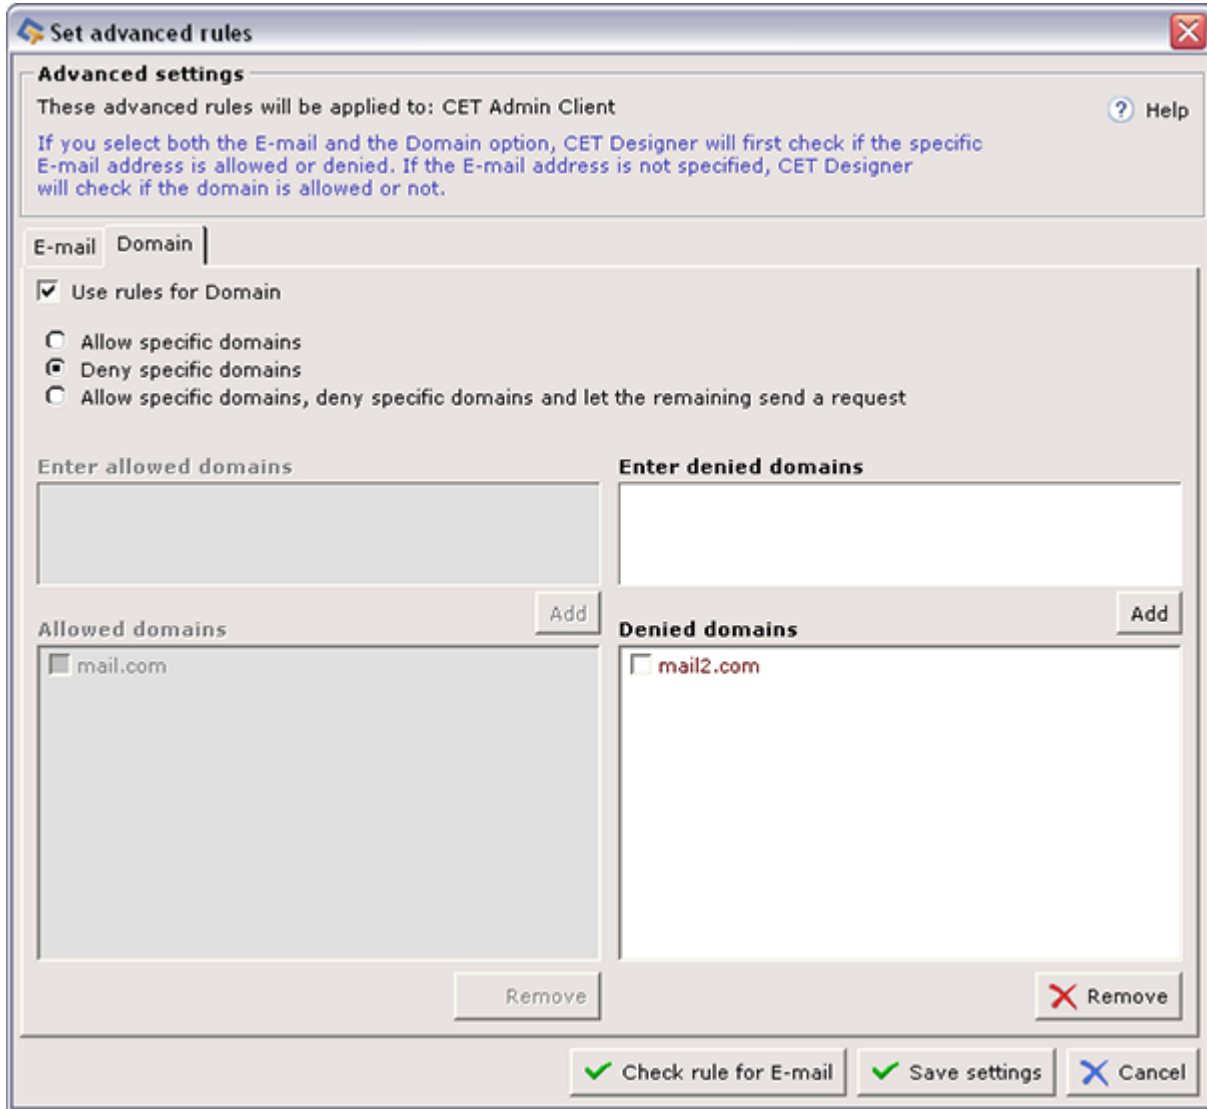 Set advanced rules
Advanced settings
These advanced rules will be applied to: CET Admin Client
Help
If you select both the E-mail and the Domain option, CET Designer will first check if the specific
E-mail address is allowed or denied. If the E-mail address is not specified, CET Designer
will check if the domain is allowed or not.
E-mail Domain
Use rules for Domain
Allow specific domains
Deny specific domains
Allow specific domains, deny specific domains and let the remaining send a request
Enter allowed domains
Enter denied domains
Add
Add
Allowed domains
Denied domains
mail.com
mail2.com
Remove
Remove
Check rule for E-mail
Save settings
Cancel